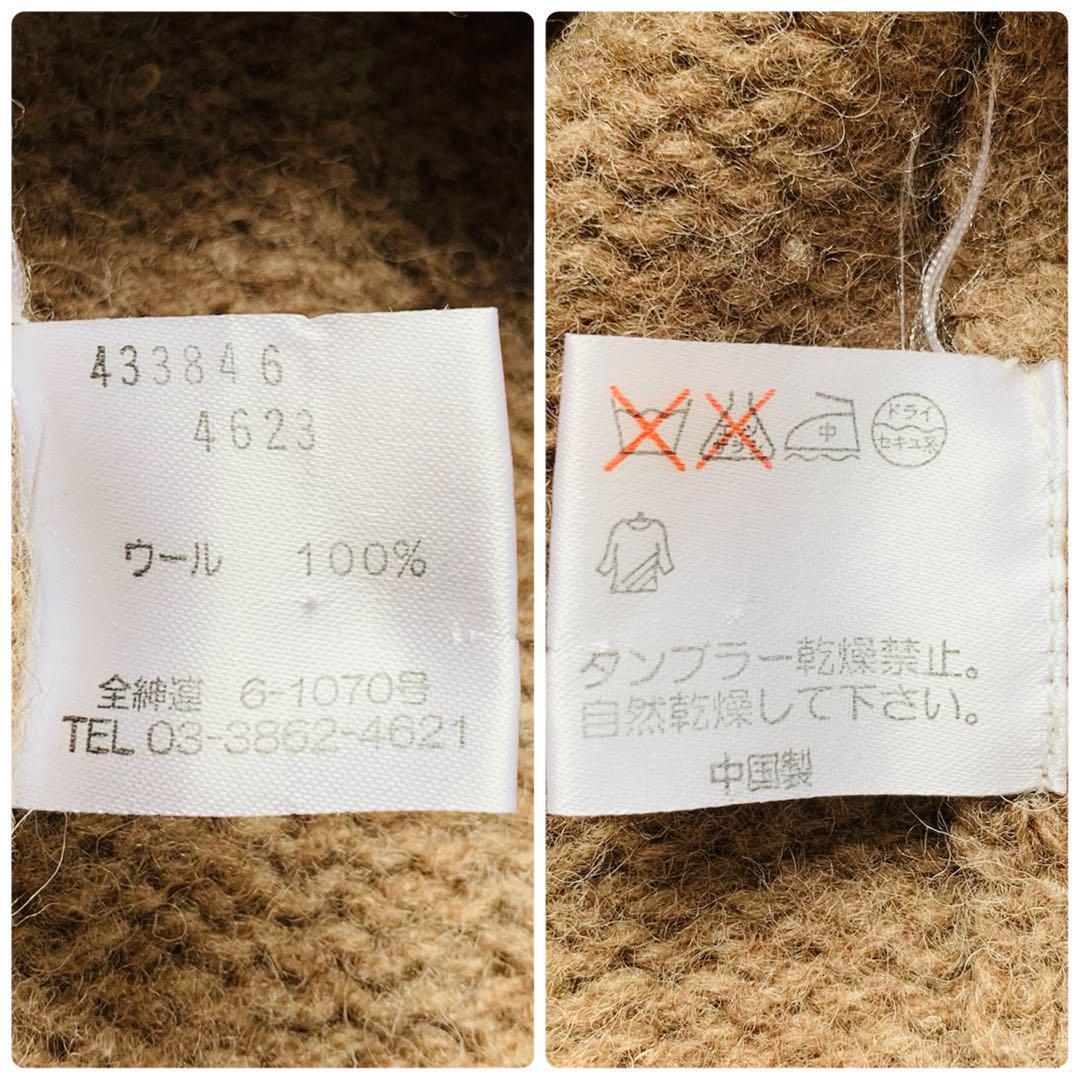 433846
4623
ウール 100%
全紳連 6-1070号
TEL 03-3862-4621
中
ドライ
セキユ系
タンブラー乾燥禁止。
自然乾燥して下さい。
中国製